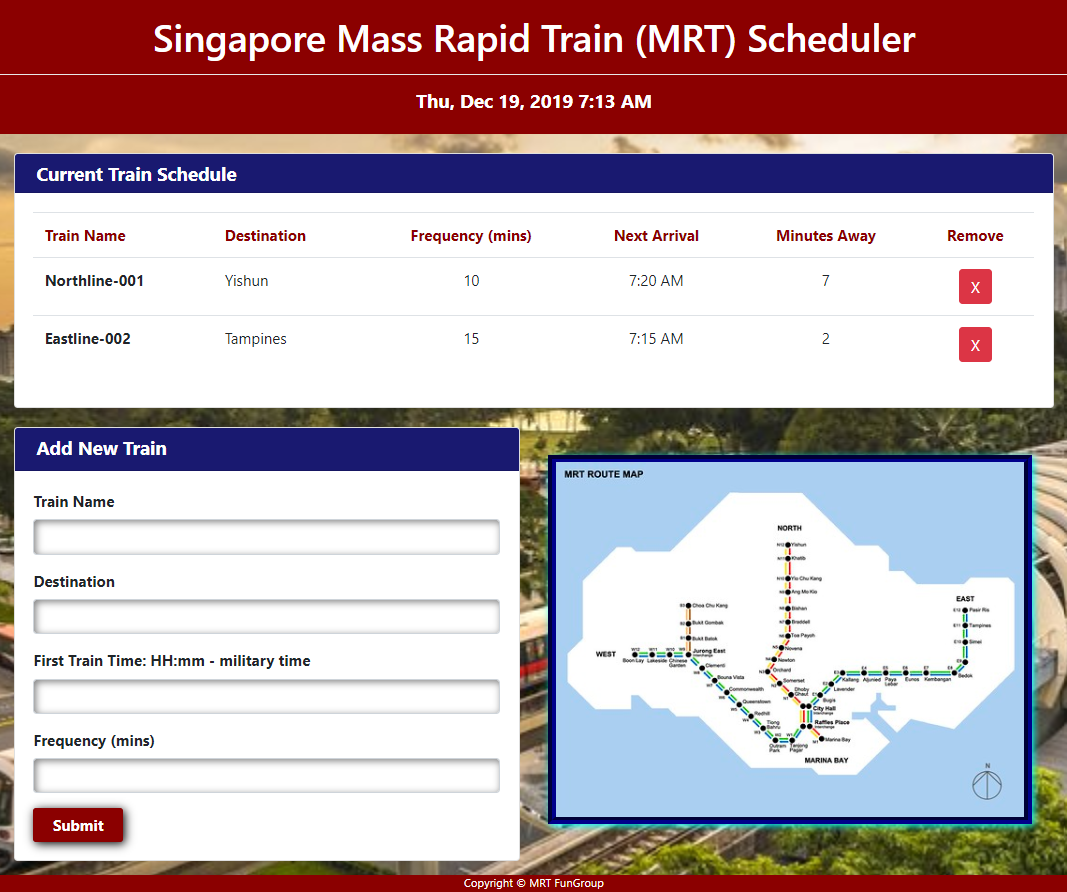 Singapore Mass Rapid Train (MRT) Scheduler
Thu, Dec 19, 2019 7:13 AM
Current Train Schedule
Train Name Destination Frequency (mins) Next Arrival Minutes Away Remove
Northline-001 Yishun 10 7:20 AM 7 X
Eastline-002 Tampines 15 7:15 AM 2 X
Add New Train
Train Name
Destination
First Train Time: HH:mm - military time
Frequency (mins)
Submit
MRT ROUTE MAP
NORTH
Yishun
Khatib
Yio Chu Kang
Ang Mo Kio
Bishan
Braddell
Toa Payoh
Novena
Newton
Orchard
Somerset
Dhoby
Ghaut
EAST
Pasir Ris
Tampines
Simei
Bedok
Kembangan
Eunos
Paya
Lebar
Aljunied
Kallang
Lavender
Bugis
City Hall
Interchange
Raffles Place
Interchange
Marina Bay
MARINA BAY
Choa Chu Kang
Bukit Gombak
Bukit Batok
Jurong East
Interchange
WEST
Boon Lay
Lakeside
Chinese
Garden
Clementi
Bouna Vista
Commonwealth
Queenstown
Redhill
Tiong
Bahru
Outram
Park
Tanjong
Pagar
N
Copyright © MRT FunGroup